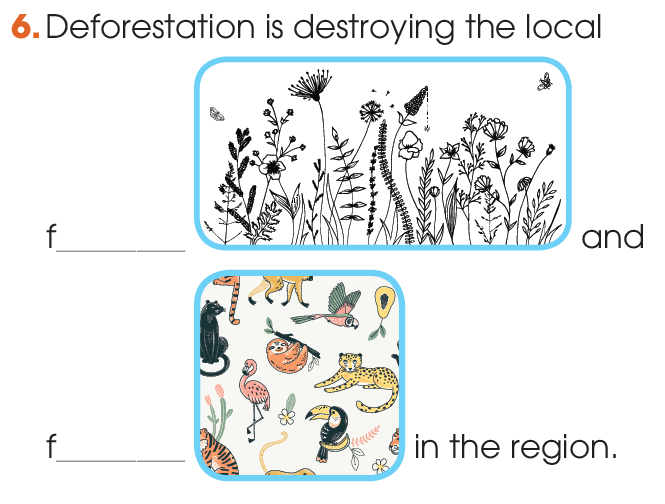 6. Deforestation is destroying the local
f________ and
f________ in the region.